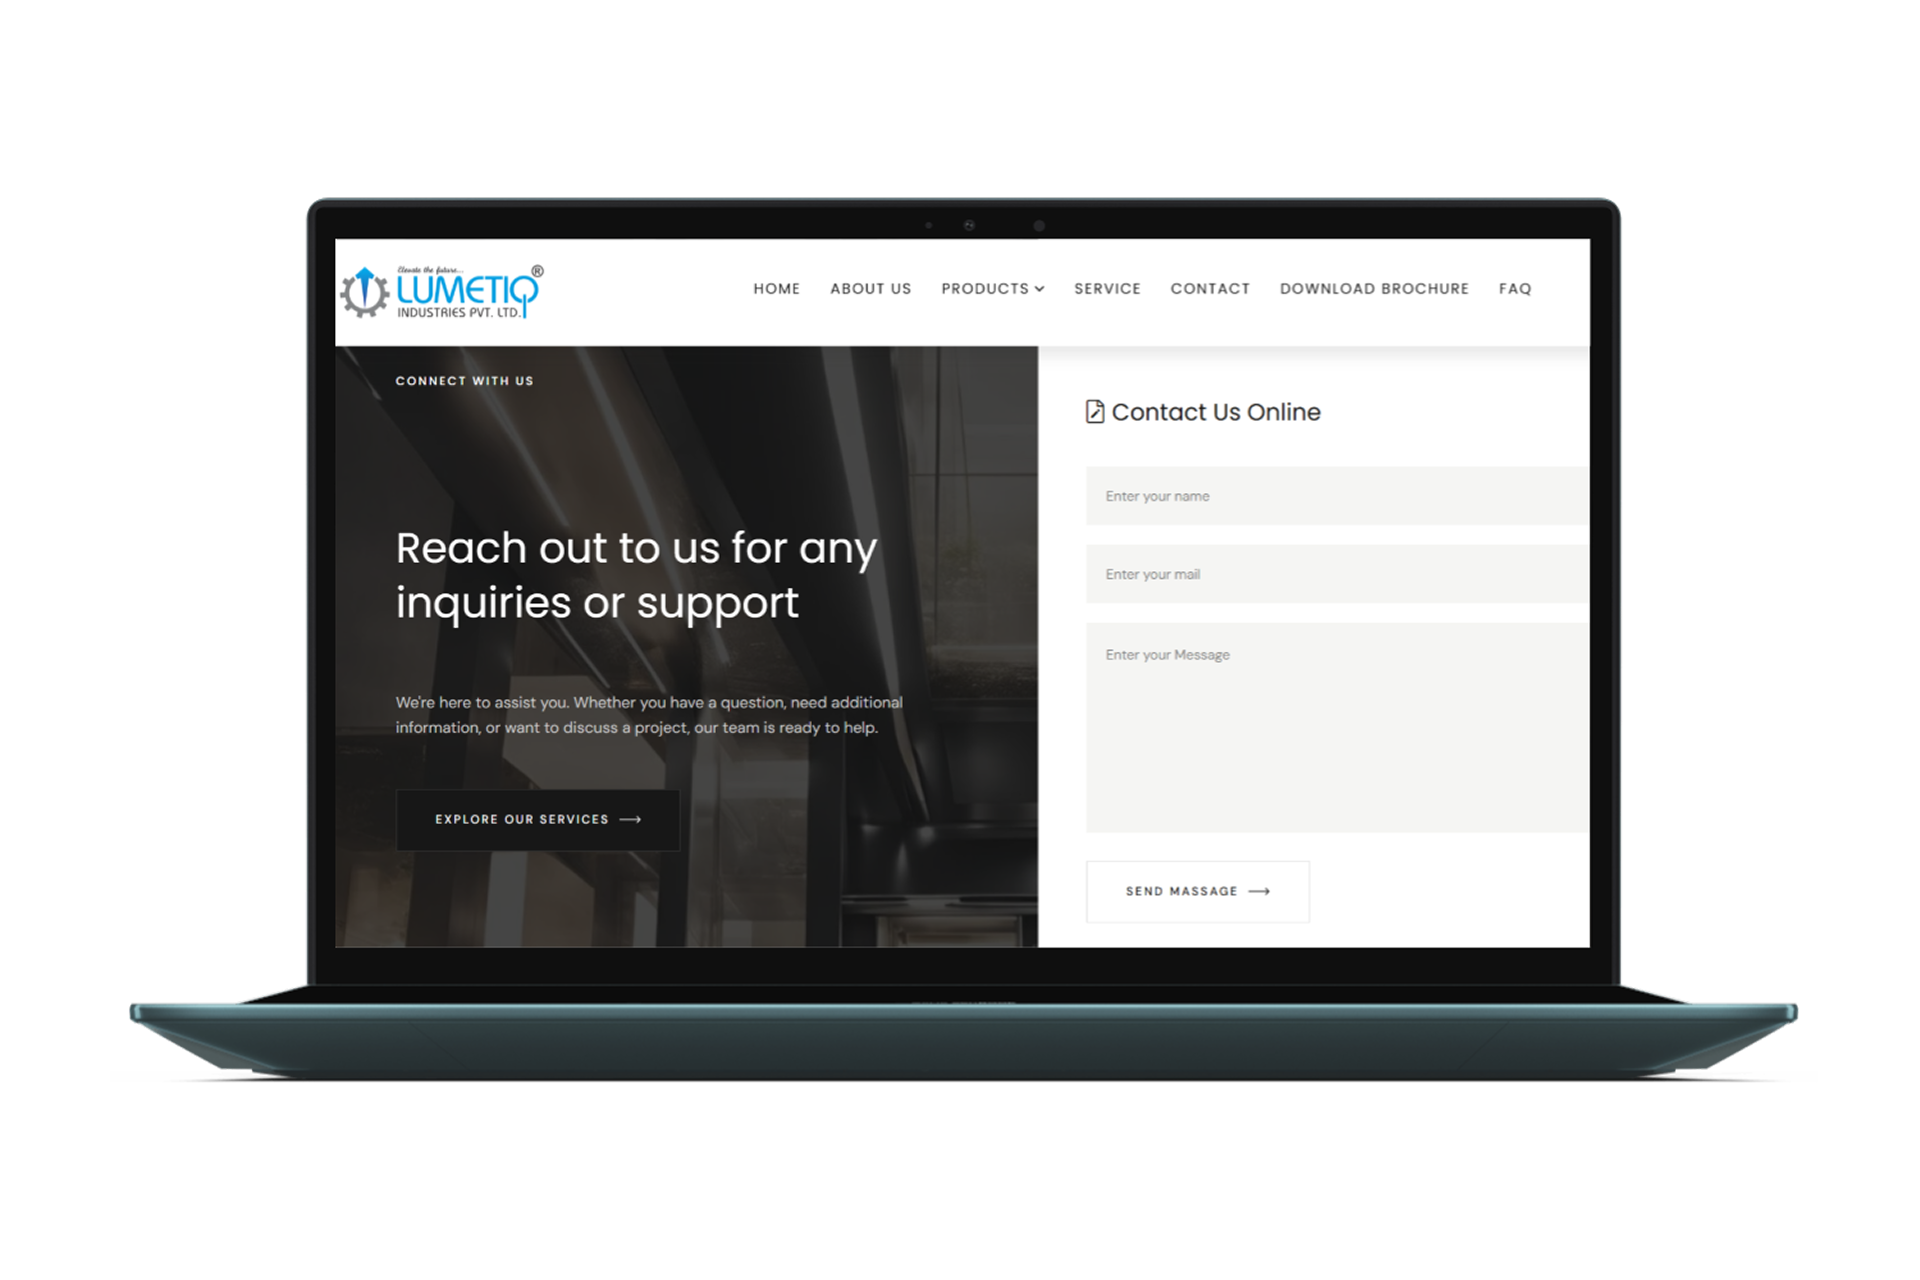 Elevate the future...
LUMETIQ®
INDUSTRIES PVT. LTD.
HOME ABOUT US PRODUCTS SERVICE CONTACT DOWNLOAD BROCHURE FAQ
CONNECT WITH US
Reach out to us for any
inquiries or support
We're here to assist you. Whether you have a question, need additional
information, or want to discuss a project, our team is ready to help.
EXPLORE OUR SERVICES
Contact Us Online
Enter your name
Enter your mail
Enter your Message
SEND MASSAGE